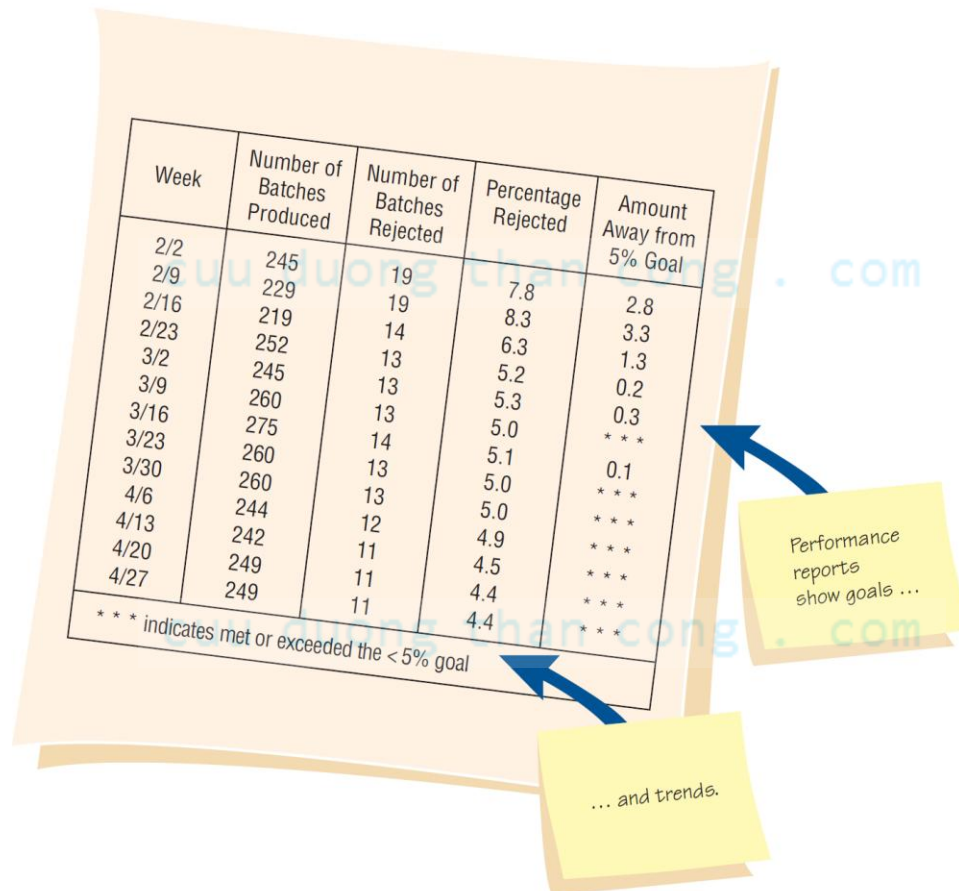 Week
Number of
Batches
Produced
Number of
Batches
Rejected
Percentage
Rejected
Amount
Away from
5% Goal
2/2 245 19 7.8 2.8
2/9 229 19 8.3 3.3
2/16 219 14 6.3 1.3
2/23 252 13 5.2 0.2
3/2 245 13 5.3 0.3
3/9 260 13 5.0 * * *
3/16 275 14 5.1 0.1
3/23 260 13 5.0 * * *
3/30 260 13 5.0 * * *
4/6 244 12 4.9 * * *
4/13 242 11 4.5 * * *
4/20 249 11 4.4 * * *
4/27 249 11 4.4 * * *
* * * indicates met or exceeded the < 5% goal
Performance
reports
show goals ...
... and trends.
cuu duong than cong . com
cuu duong than cong . com